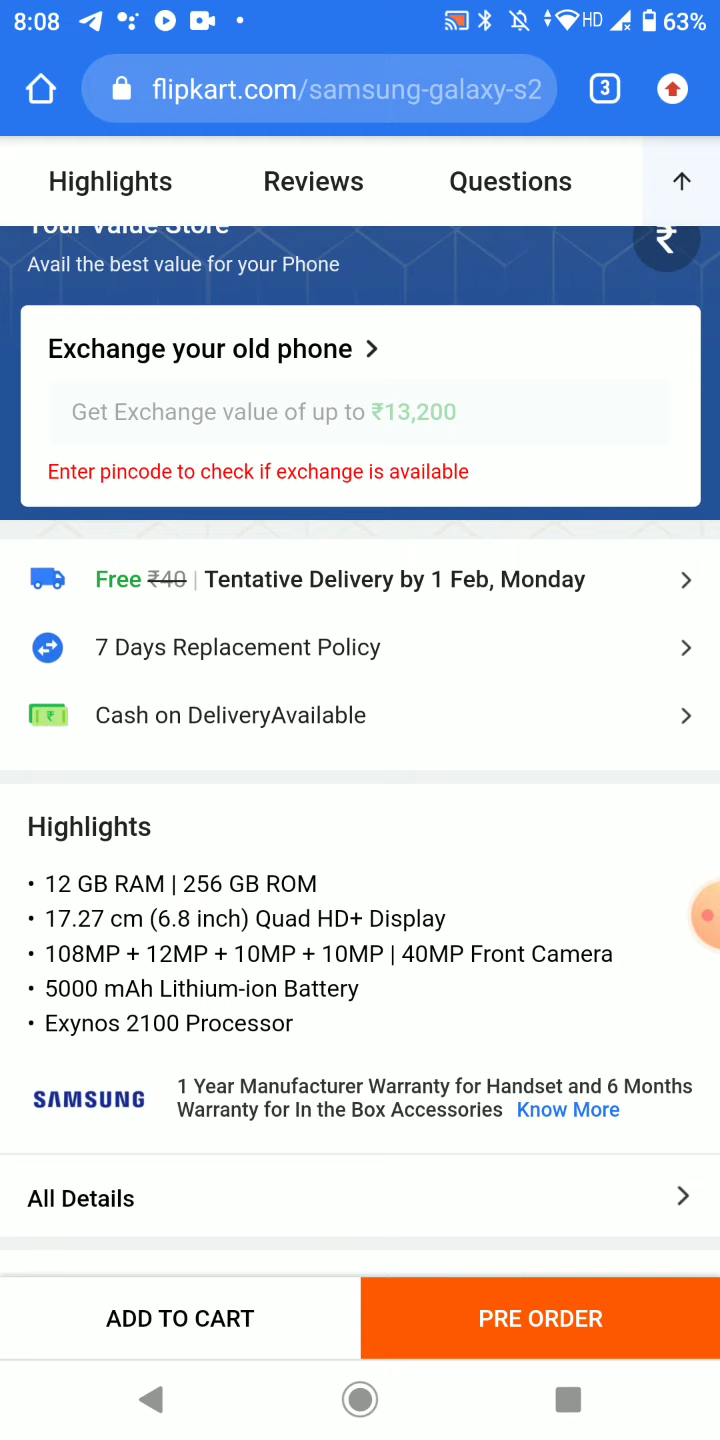 8:08 HD 63%
flipkart.com/samsung-galaxy-s2 3
Highlights Reviews Questions
Your Value Store
₹
Avail the best value for your Phone
Exchange your old phone
Get Exchange value of up to ₹13,200
Enter pincode to check if exchange is available
Free ₹40 | Tentative Delivery by 1 Feb, Monday
7 Days Replacement Policy
₹ Cash on DeliveryAvailable
Highlights
• 12 GB RAM | 256 GB ROM
• 17.27 cm (6.8 inch) Quad HD+ Display
• 108MP + 12MP + 10MP + 10MP | 40MP Front Camera
• 5000 mAh Lithium-ion Battery
• Exynos 2100 Processor
SAMSUNG
1 Year Manufacturer Warranty for Handset and 6 Months
Warranty for In the Box Accessories Know More
All Details
ADD TO CART PRE ORDER